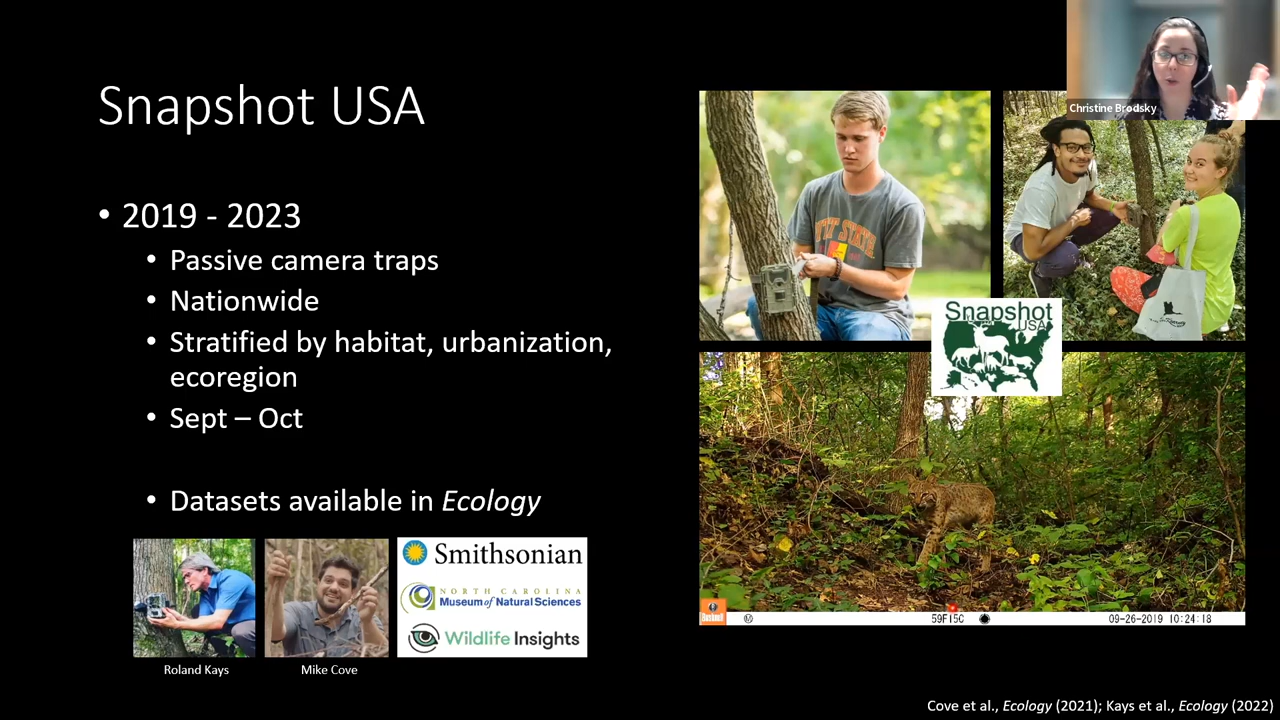 Christine Brodsky
Snapshot USA
• 2019 - 2023
• Passive camera traps
• Nationwide
• Stratified by habitat, urbanization,
ecoregion
• Sept – Oct
• Datasets available in Ecology
Snapshot
USA
Smithsonian
NORTH CAROLINA
Museum of Natural Sciences
Wildlife Insights
Roland Kays
Mike Cove
Bushnell
59F15C
09-26-2019 10:24:18
Cove et al., Ecology (2021); Kays et al., Ecology (2022)